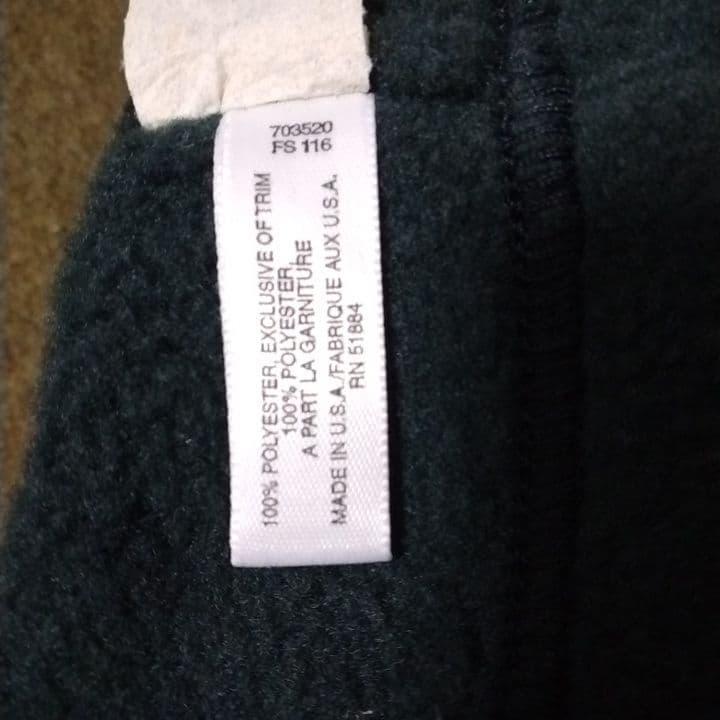 703520
FS 116
100% POLYESTER, EXCLUSIVE OF TRIM
100% POLYESTER,
A PART LA GARNITURE
MADE IN U.S.A./FABRIQUE AUX U.S.A.
RN 51884